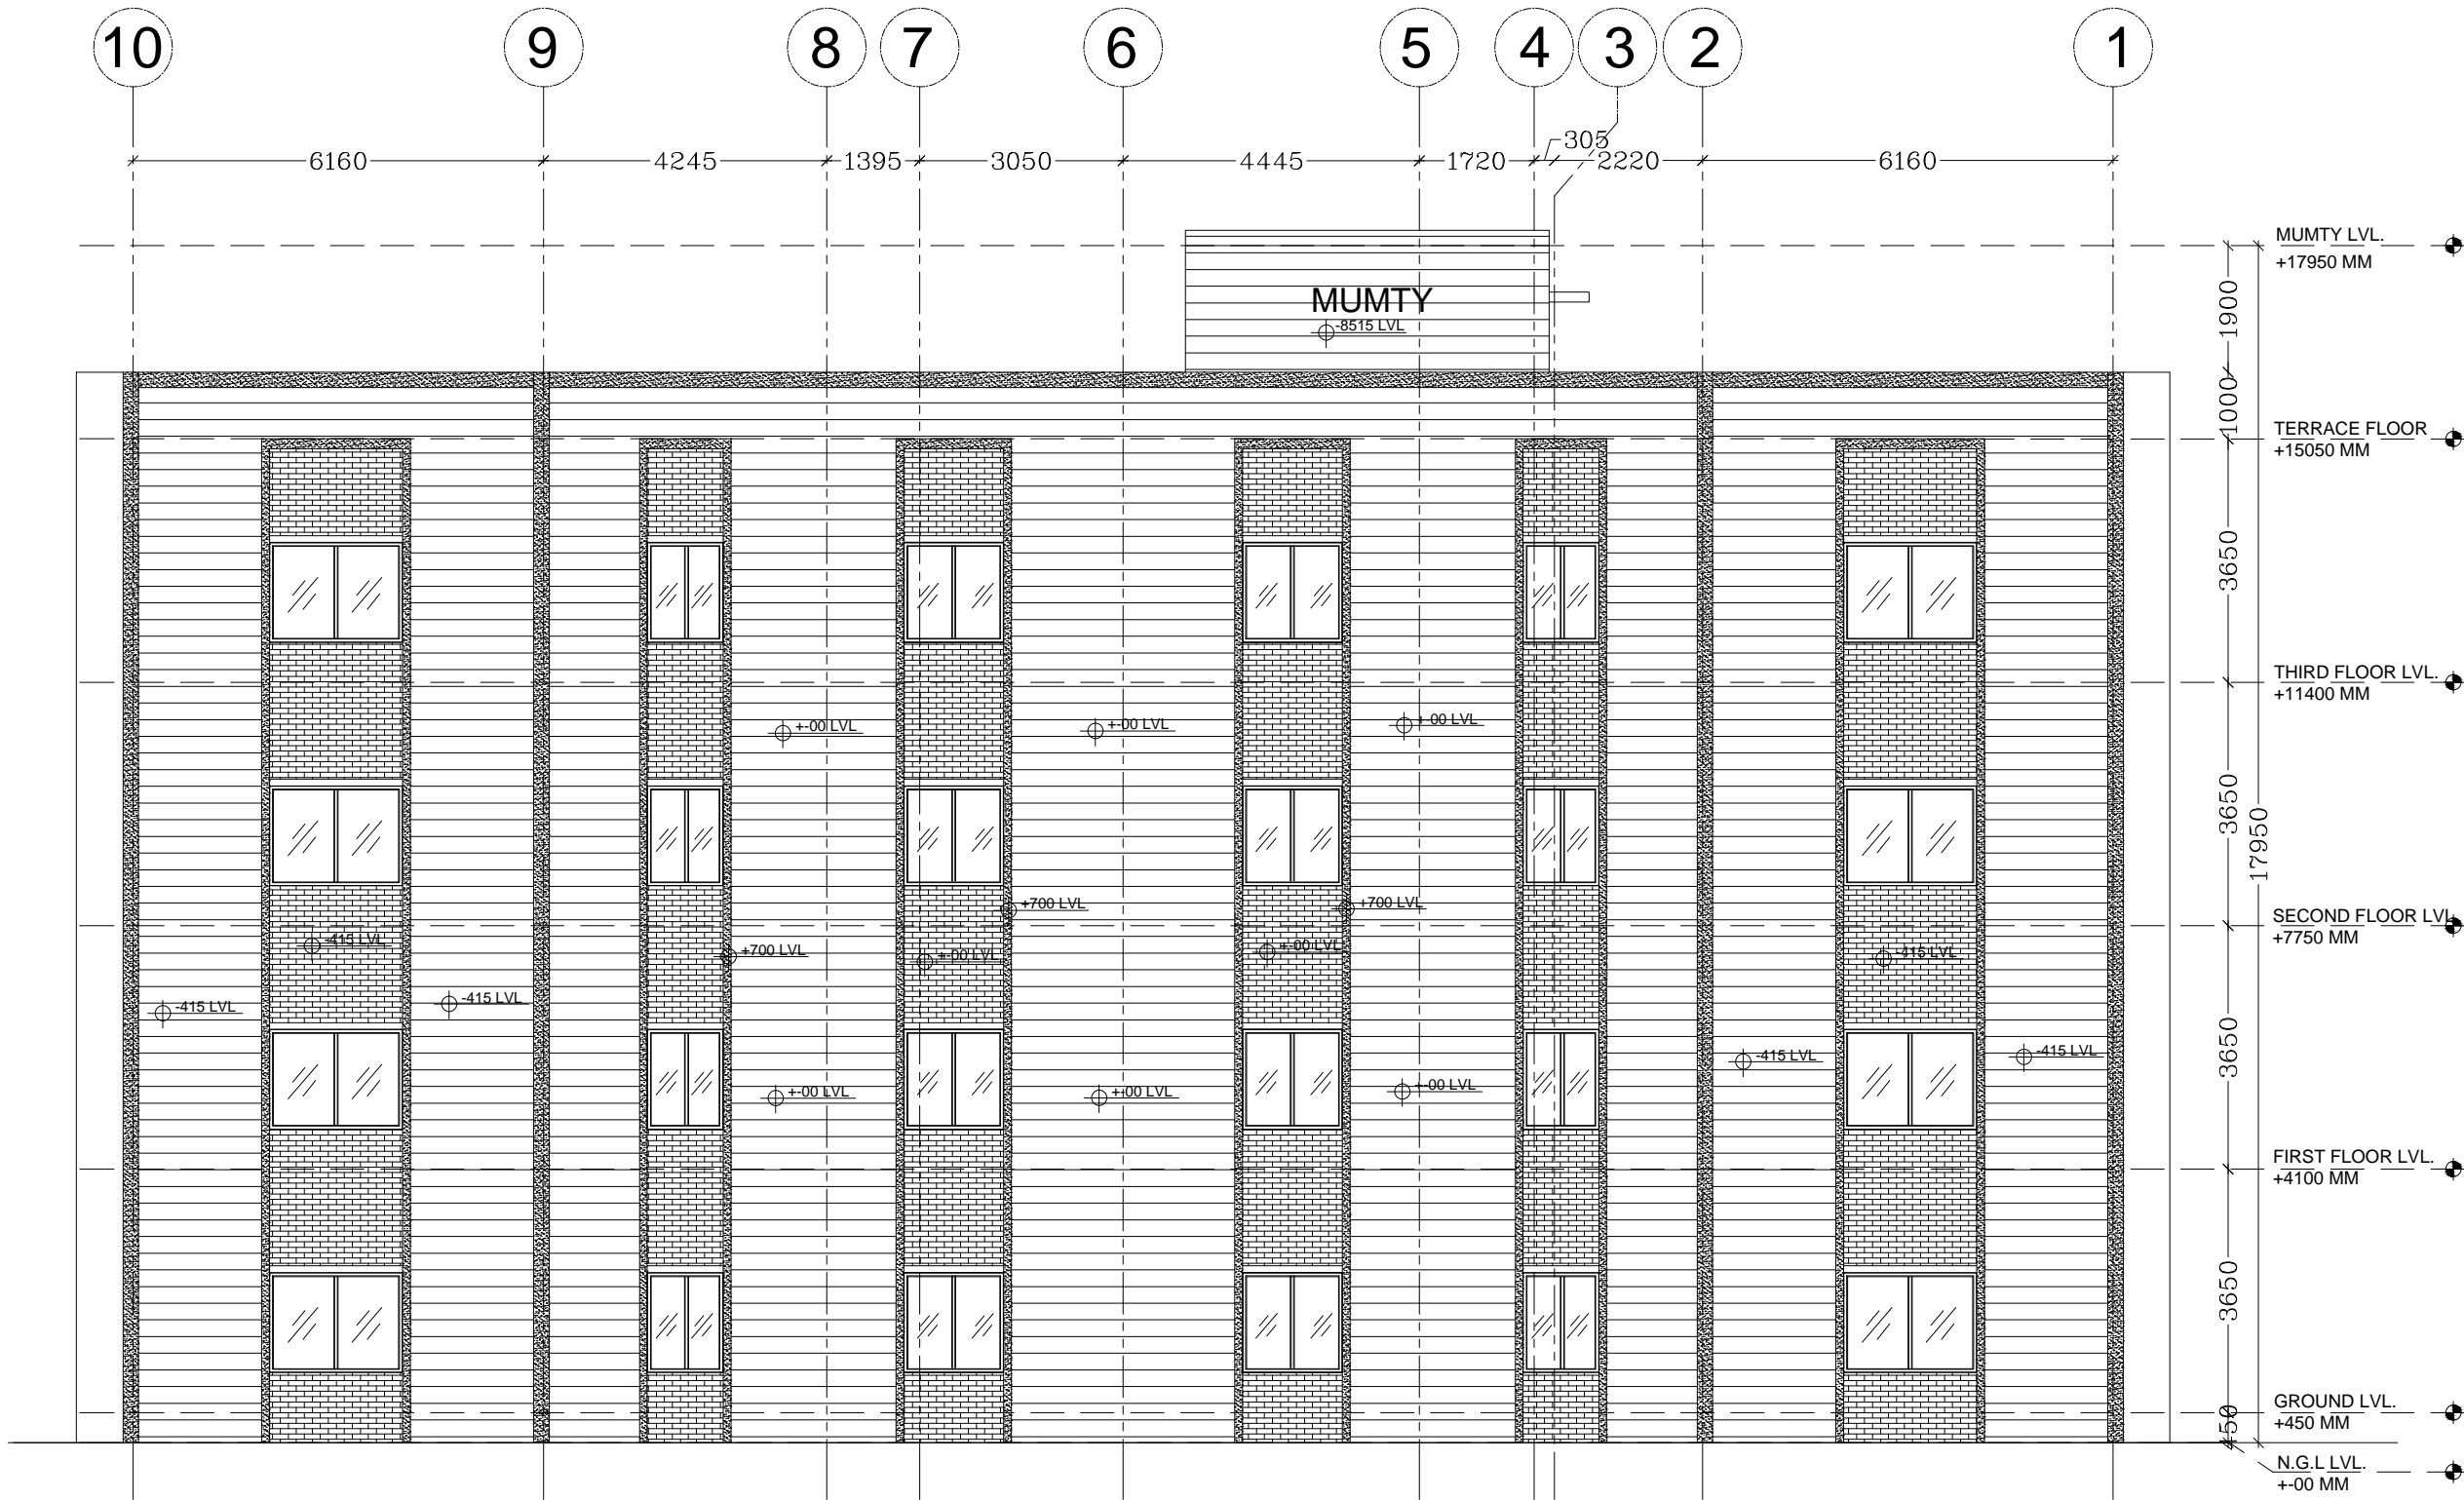 10 9 8 7 6 5 4 3 2 1
305
6160 4245 1395 3050 4445 1720 2220 6160
MUMTY LVL.
+17950 MM
1900
MUMTY
-8515 LVL
1000
TERRACE FLOOR
+15050 MM
3650
THIRD FLOOR LVL.
+11400 MM
+-00 LVL +-00 LVL +-00 LVL
3650
17950
+700 LVL +700 LVL
SECOND FLOOR LVL
+7750 MM
-415 LVL +700 LVL +-00 LVL +-00 LVL -415 LVL
-415 LVL -415 LVL
3650
-415 LVL -415 LVL
+-00 LVL +-00 LVL +-00 LVL
FIRST FLOOR LVL.
+4100 MM
3650
GROUND LVL.
+450 MM
450
N.G.L LVL.
+-00 MM